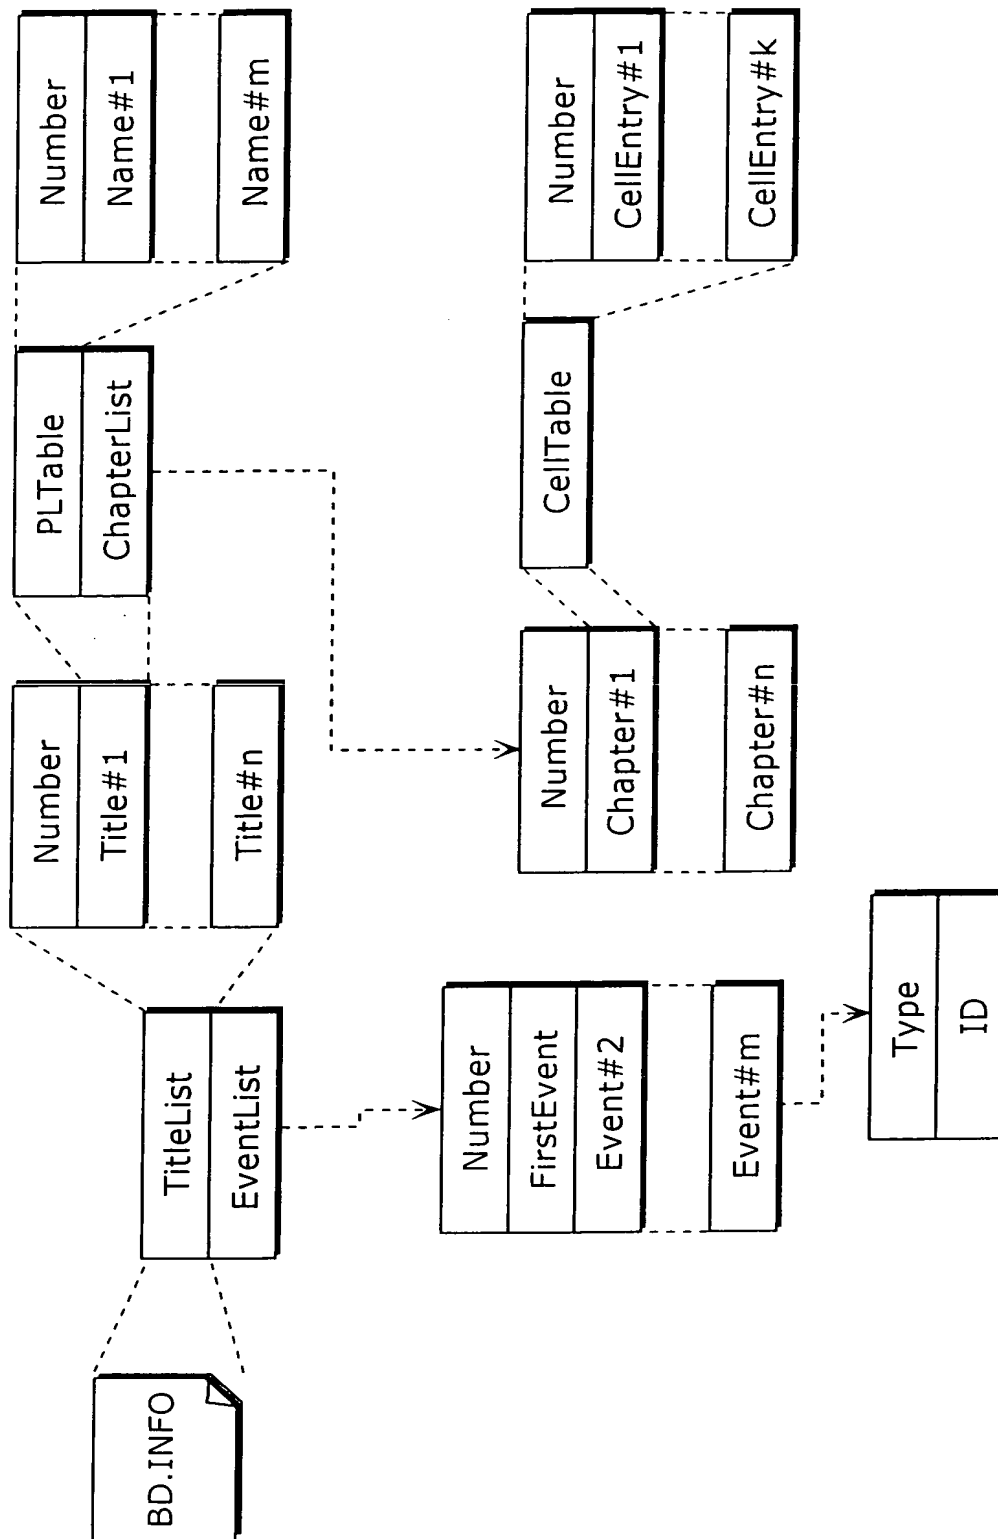 BD.INFO
TitleList
EventList
Number
Title#1
Title#n
PLTable
ChapterList
Number
Name#1
Name#m
Number
FirstEvent
Event#2
Event#m
Type
ID
Number
Chapter#1
Chapter#n
CellTable
Number
CellEntry#1
CellEntry#k